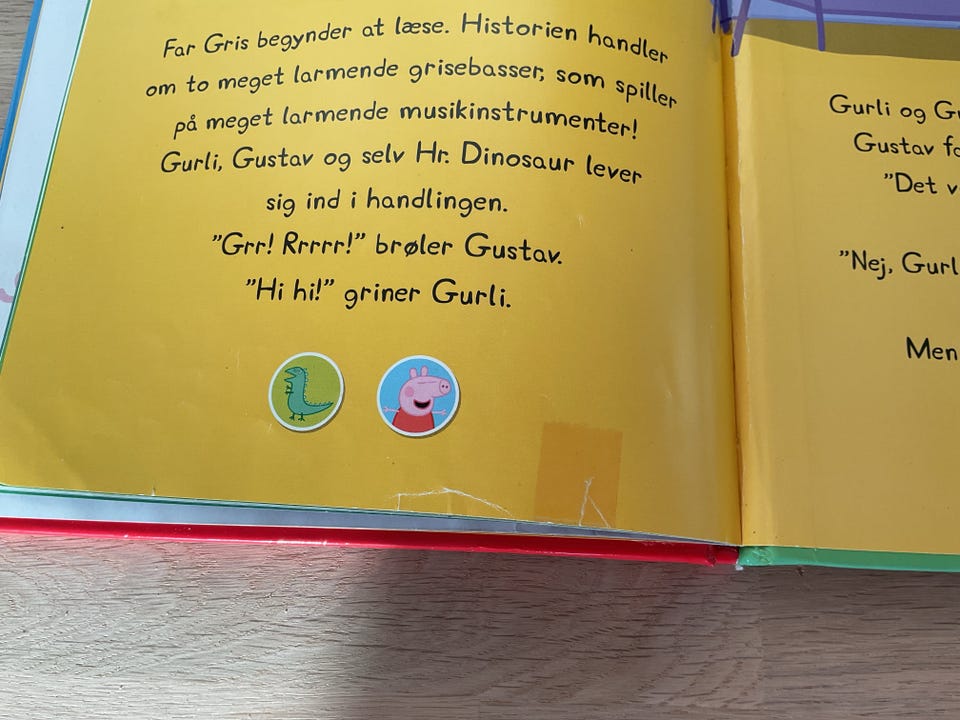 Far Gris begynder at læse. Historien handler
om to meget larmende grisebasser, som spiller
på meget larmende musikinstrumenter!
Gurli, Gustav og selv Hr. Dinosaur lever
sig ind i handlingen.
”Grr! Rrrrr!” brøler Gustav.
”Hi hi!” griner Gurli.
Gurli og
Gustav
”Det
”Nej,
Men